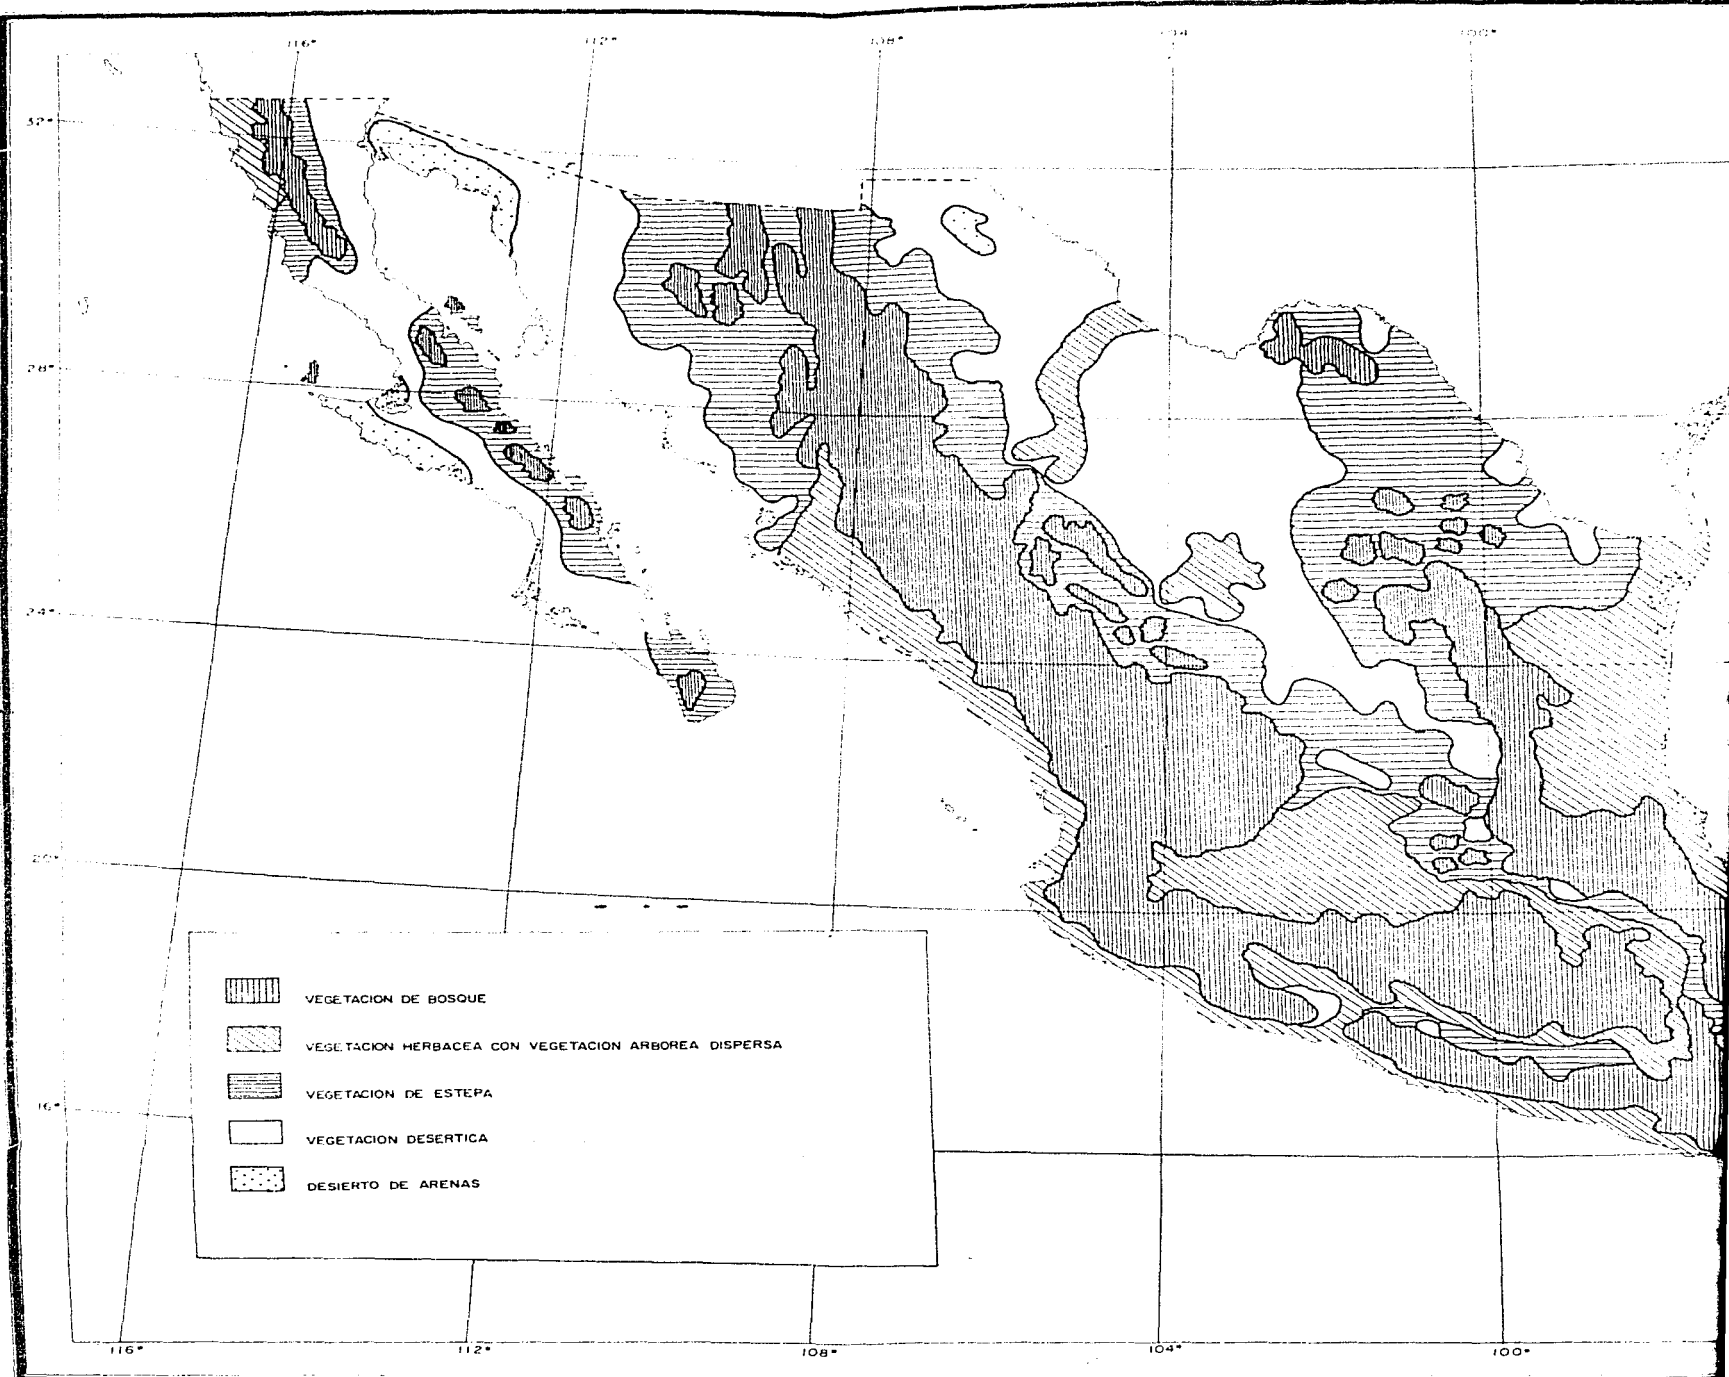 116° 112° 108° 104 100°
32°
28°
24°
20°
16°
VEGETACION DE BOSQUE
VEGETACION HERBACEA CON VEGETACION ARBOREA DISPERSA
VEGETACION DE ESTEPA
VEGETACION DESERTICA
DESIERTO DE ARENAS
116° 112° 108° 104° 100°